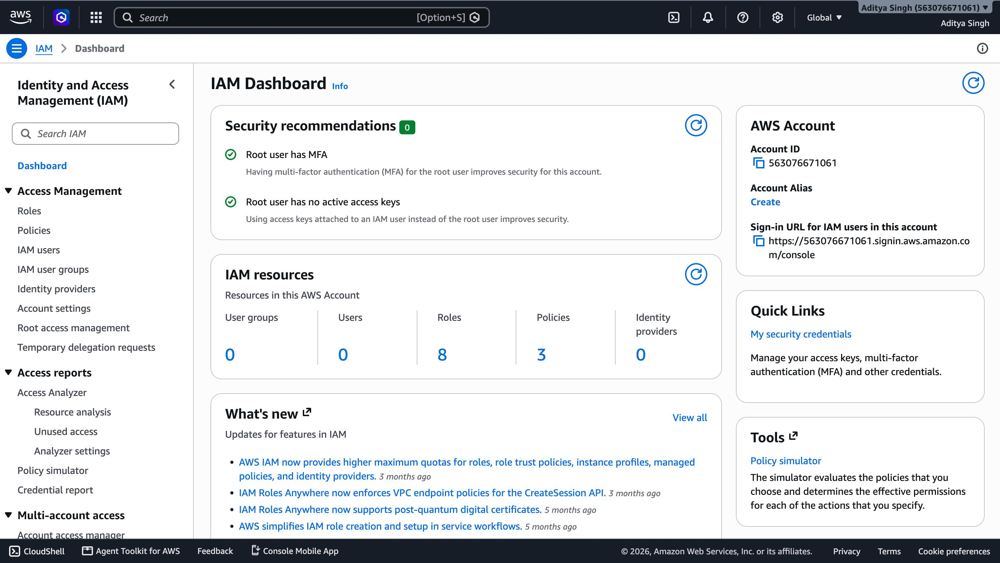 aws
Search
[Option+S]
Global
Aditya Singh (563076671061)
Aditya Singh
IAM
Dashboard
Identity and Access
Management (IAM)
Search IAM
Dashboard
Access Management
Roles
Policies
IAM users
IAM user groups
Identity providers
Account settings
Root access management
Temporary delegation requests
Access reports
Access Analyzer
Resource analysis
Unused access
Analyzer settings
Policy simulator
Credential report
Multi-account access
Account access manager
IAM Dashboard Info
Security recommendations 0
Root user has MFA
Having multi-factor authentication (MFA) for the root user improves security for this account.
Root user has no active access keys
Using access keys attached to an IAM user instead of the root user improves security.
IAM resources
Resources in this AWS Account
User groups
0
Users
0
Roles
8
Policies
3
Identity
providers
0
What's new
View all
Updates for features in IAM
• AWS IAM now provides higher maximum quotas for roles, role trust policies, instance profiles, managed
policies, and identity providers. 3 months ago
• IAM Roles Anywhere now enforces VPC endpoint policies for the CreateSession API. 3 months ago
• IAM Roles Anywhere now supports post-quantum digital certificates. 5 months ago
• AWS simplifies IAM role creation and setup in service workflows. 5 months ago
AWS Account
Account ID
563076671061
Account Alias
Create
Sign-in URL for IAM users in this account
https://563076671061.signin.aws.amazon.co
m/console
Quick Links
My security credentials
Manage your access keys, multi-factor
authentication (MFA) and other credentials.
Tools
Policy simulator
The simulator evaluates the policies that you
choose and determines the effective permissions
for each of the actions that you specify.
CloudShell
Agent Toolkit for AWS
Feedback
Console Mobile App
© 2026, Amazon Web Services, Inc. or its affiliates.
Privacy
Terms
Cookie preferences